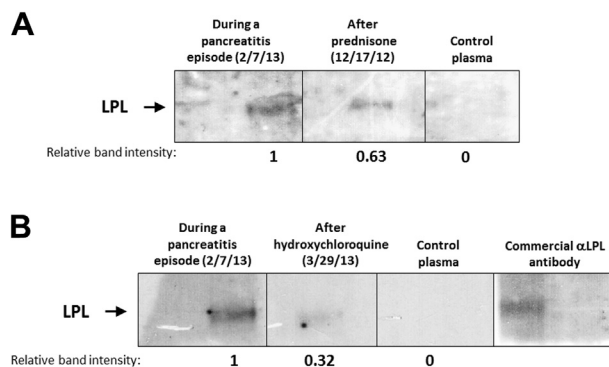 A
During a
pancreatitis
episode (2/7/13)
After
prednisone
(12/17/12)
Control
plasma
LPL
Relative band intensity:
1
0.63
0
B
During a
pancreatitis
episode (2/7/13)
After
hydroxychloroquine
(3/29/13)
Control
plasma
Commercial αLPL
antibody
LPL
Relative band intensity:
1
0.32
0